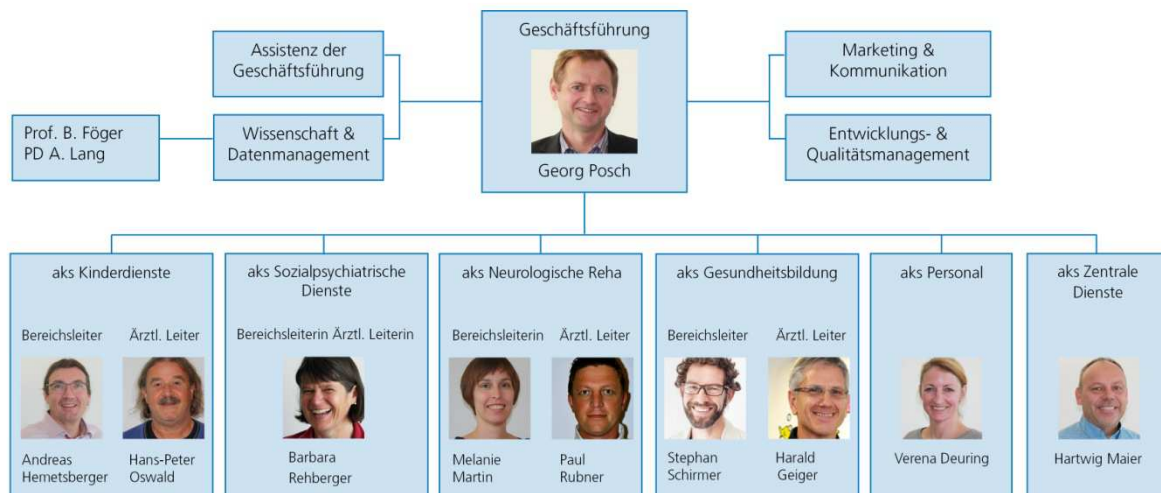 Geschäftsführung
Georg Posch
Assistenz der
Geschäftsführung
Marketing &
Kommunikation
Prof. B. Föger
PD A. Lang
Wissenschaft &
Datenmanagement
Entwicklungs- &
Qualitätsmanagement
aks Kinderdienste
Bereichsleiter
Ärztl. Leiter
Andreas
Hemetsberger
Hans-Peter
Oswald
aks Sozialpsychiatrische
Dienste
Bereichsleiterin Ärztl. Leiterin
Barbara
Rehberger
aks Neurologische Reha
Bereichsleiterin
Ärztl. Leiter
Melanie
Martin
Paul
Rubner
aks Gesundheitsbildung
Bereichsleiter
Ärztl. Leiter
Stephan
Schirmer
Harald
Geiger
aks Personal
Verena Deuring
aks Zentrale
Dienste
Hartwig Maier